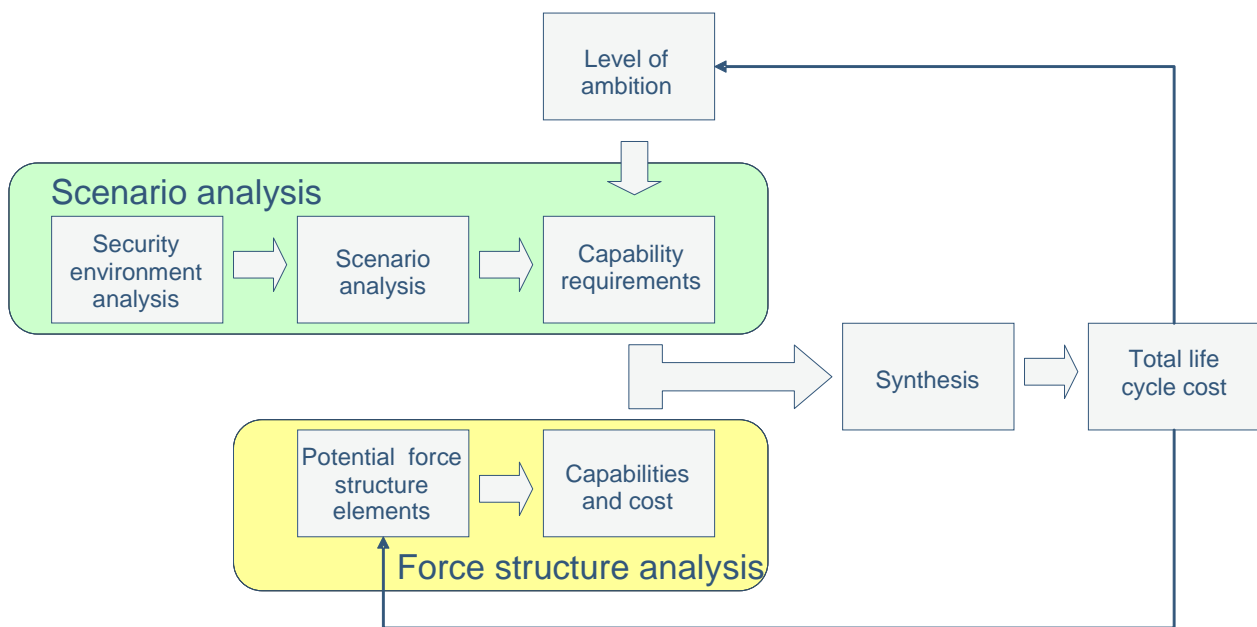 Level of
ambition
Scenario analysis
Security
environment
analysis
Scenario
analysis
Capability
requirements
Synthesis
Total life
cycle cost
Potential force
structure
elements
Capabilities
and cost
Force structure analysis